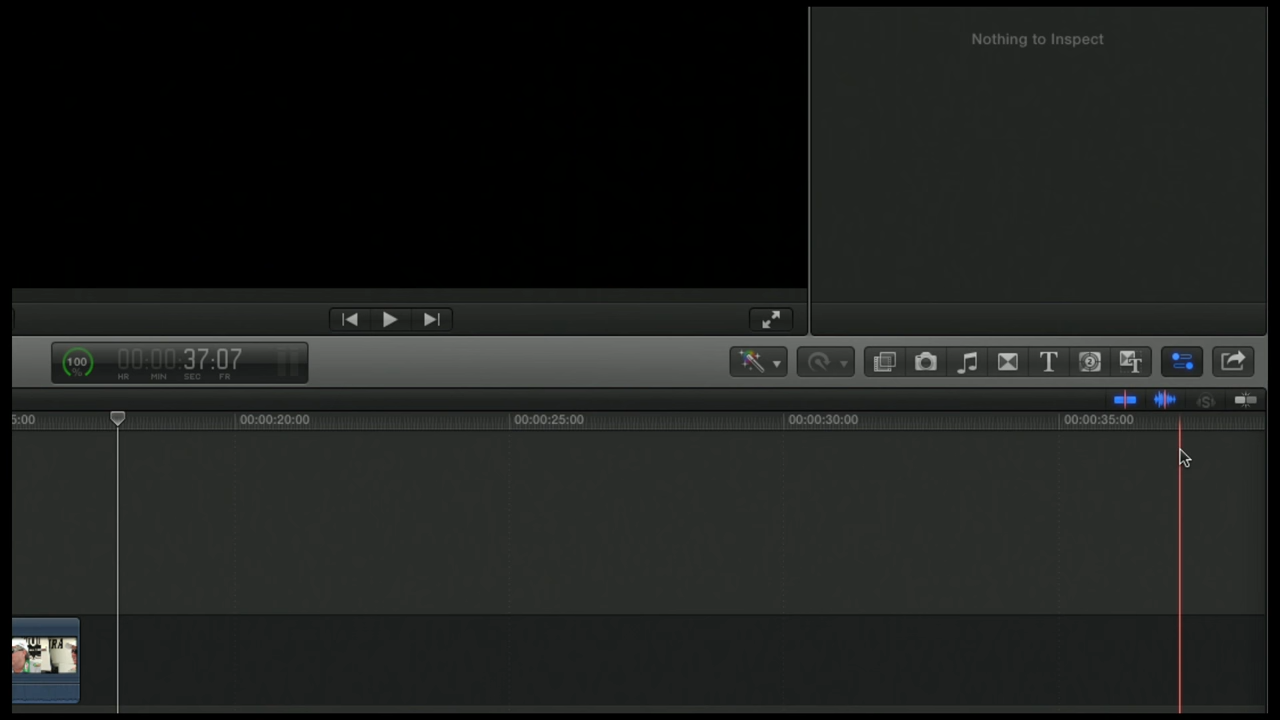 Nothing to Inspect
100
%
00:00:37:07
HR MIN SEC FR
T
2
T
S
5:00
00:00:20:00
00:00:25:00
00:00:30:00
00:00:35:00